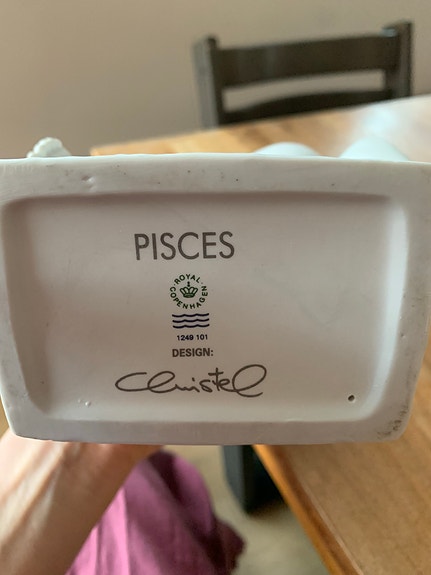 PISCES
ROYAL
COPENHAGEN
1249 101
DESIGN:
Christel